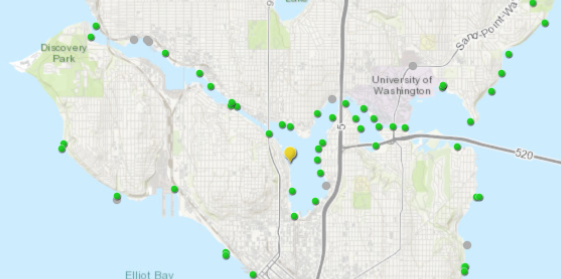 Lake
Sand-Point-Wa
Discovery
Park
University of
Washington
5
520
Elliot Bay